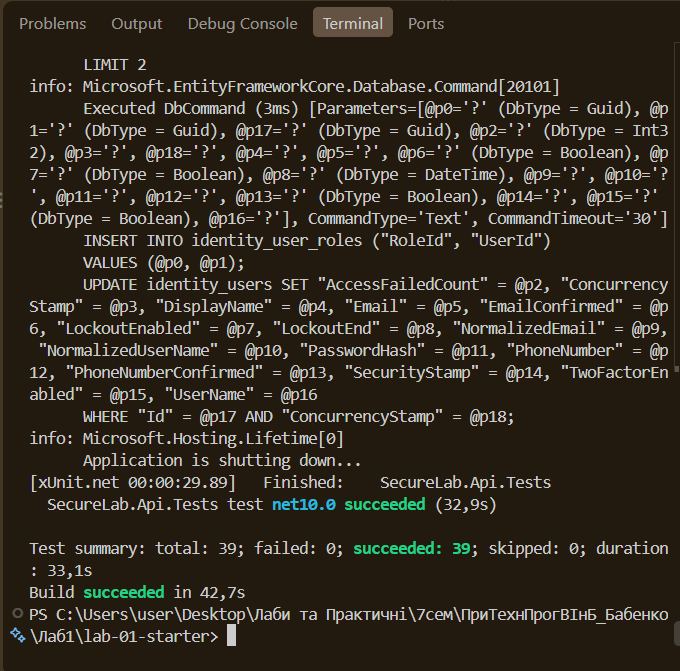 Problems Output Debug Console Terminal Ports
LIMIT 2
info: Microsoft.EntityFrameworkCore.Database.Command[20101]
Executed DbCommand (3ms) [Parameters=[@p0='?' (DbType = Guid), @p
1='?' (DbType = Guid), @p17='?' (DbType = Guid), @p2='?' (DbType = Int3
2), @p3='?', @p18='?', @p4='?', @p5='?', @p6='?' (DbType = Boolean), @p
7='?' (DbType = Boolean), @p8='?' (DbType = DateTime), @p9='?', @p10='?
', @p11='?', @p12='?', @p13='?' (DbType = Boolean), @p14='?', @p15='?'
(DbType = Boolean), @p16='?'], CommandType='Text', CommandTimeout='30']
INSERT INTO identity_user_roles ("RoleId", "UserId")
VALUES (@p0, @p1);
UPDATE identity_users SET "AccessFailedCount" = @p2, "Concurrency
Stamp" = @p3, "DisplayName" = @p4, "Email" = @p5, "EmailConfirmed" = @p
6, "LockoutEnabled" = @p7, "LockoutEnd" = @p8, "NormalizedEmail" = @p9,
"NormalizedUserName" = @p10, "PasswordHash" = @p11, "PhoneNumber" = @p
12, "PhoneNumberConfirmed" = @p13, "SecurityStamp" = @p14, "TwoFactorEn
abled" = @p15, "UserName" = @p16
WHERE "Id" = @p17 AND "ConcurrencyStamp" = @p18;
info: Microsoft.Hosting.Lifetime[0]
Application is shutting down...
[xUnit.net 00:00:29.89] Finished: SecureLab.Api.Tests
SecureLab.Api.Tests test net10.0 succeeded (32,9s)
Test summary: total: 39; failed: 0; succeeded: 39; skipped: 0; duration
: 33,1s
Build succeeded in 42,7s
PS C:\Users\user\Desktop\Лаби та Практичні\7сем\ПриТехнПрогВІнБ_Бабенко
\Лаб1\lab-01-starter>